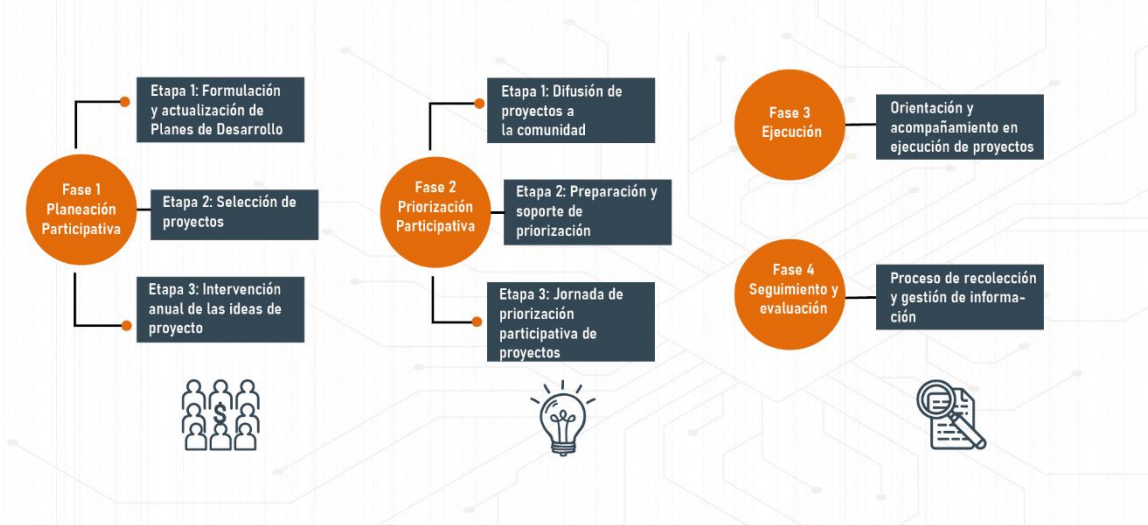 Fase 1
Planeación
Participativa
Etapa 1: Formulación
y actualización de
Planes de Desarrollo
Etapa 2: Selección de
proyectos
Etapa 3: Intervención
anual de las ideas de
proyecto
Fase 2
Priorización
Participativa
Etapa 1: Difusión de
proyectos a
la comunidad
Etapa 2: Preparación y
soporte de
priorización
Etapa 3: Jornada de
priorización
participativa de
proyectos
Fase 3
Ejecución
Orientación y
acompañamiento en
ejecución de proyectos
Fase 4
Seguimiento y
evaluación
Proceso de recolección
y gestión de informa-
ción
$